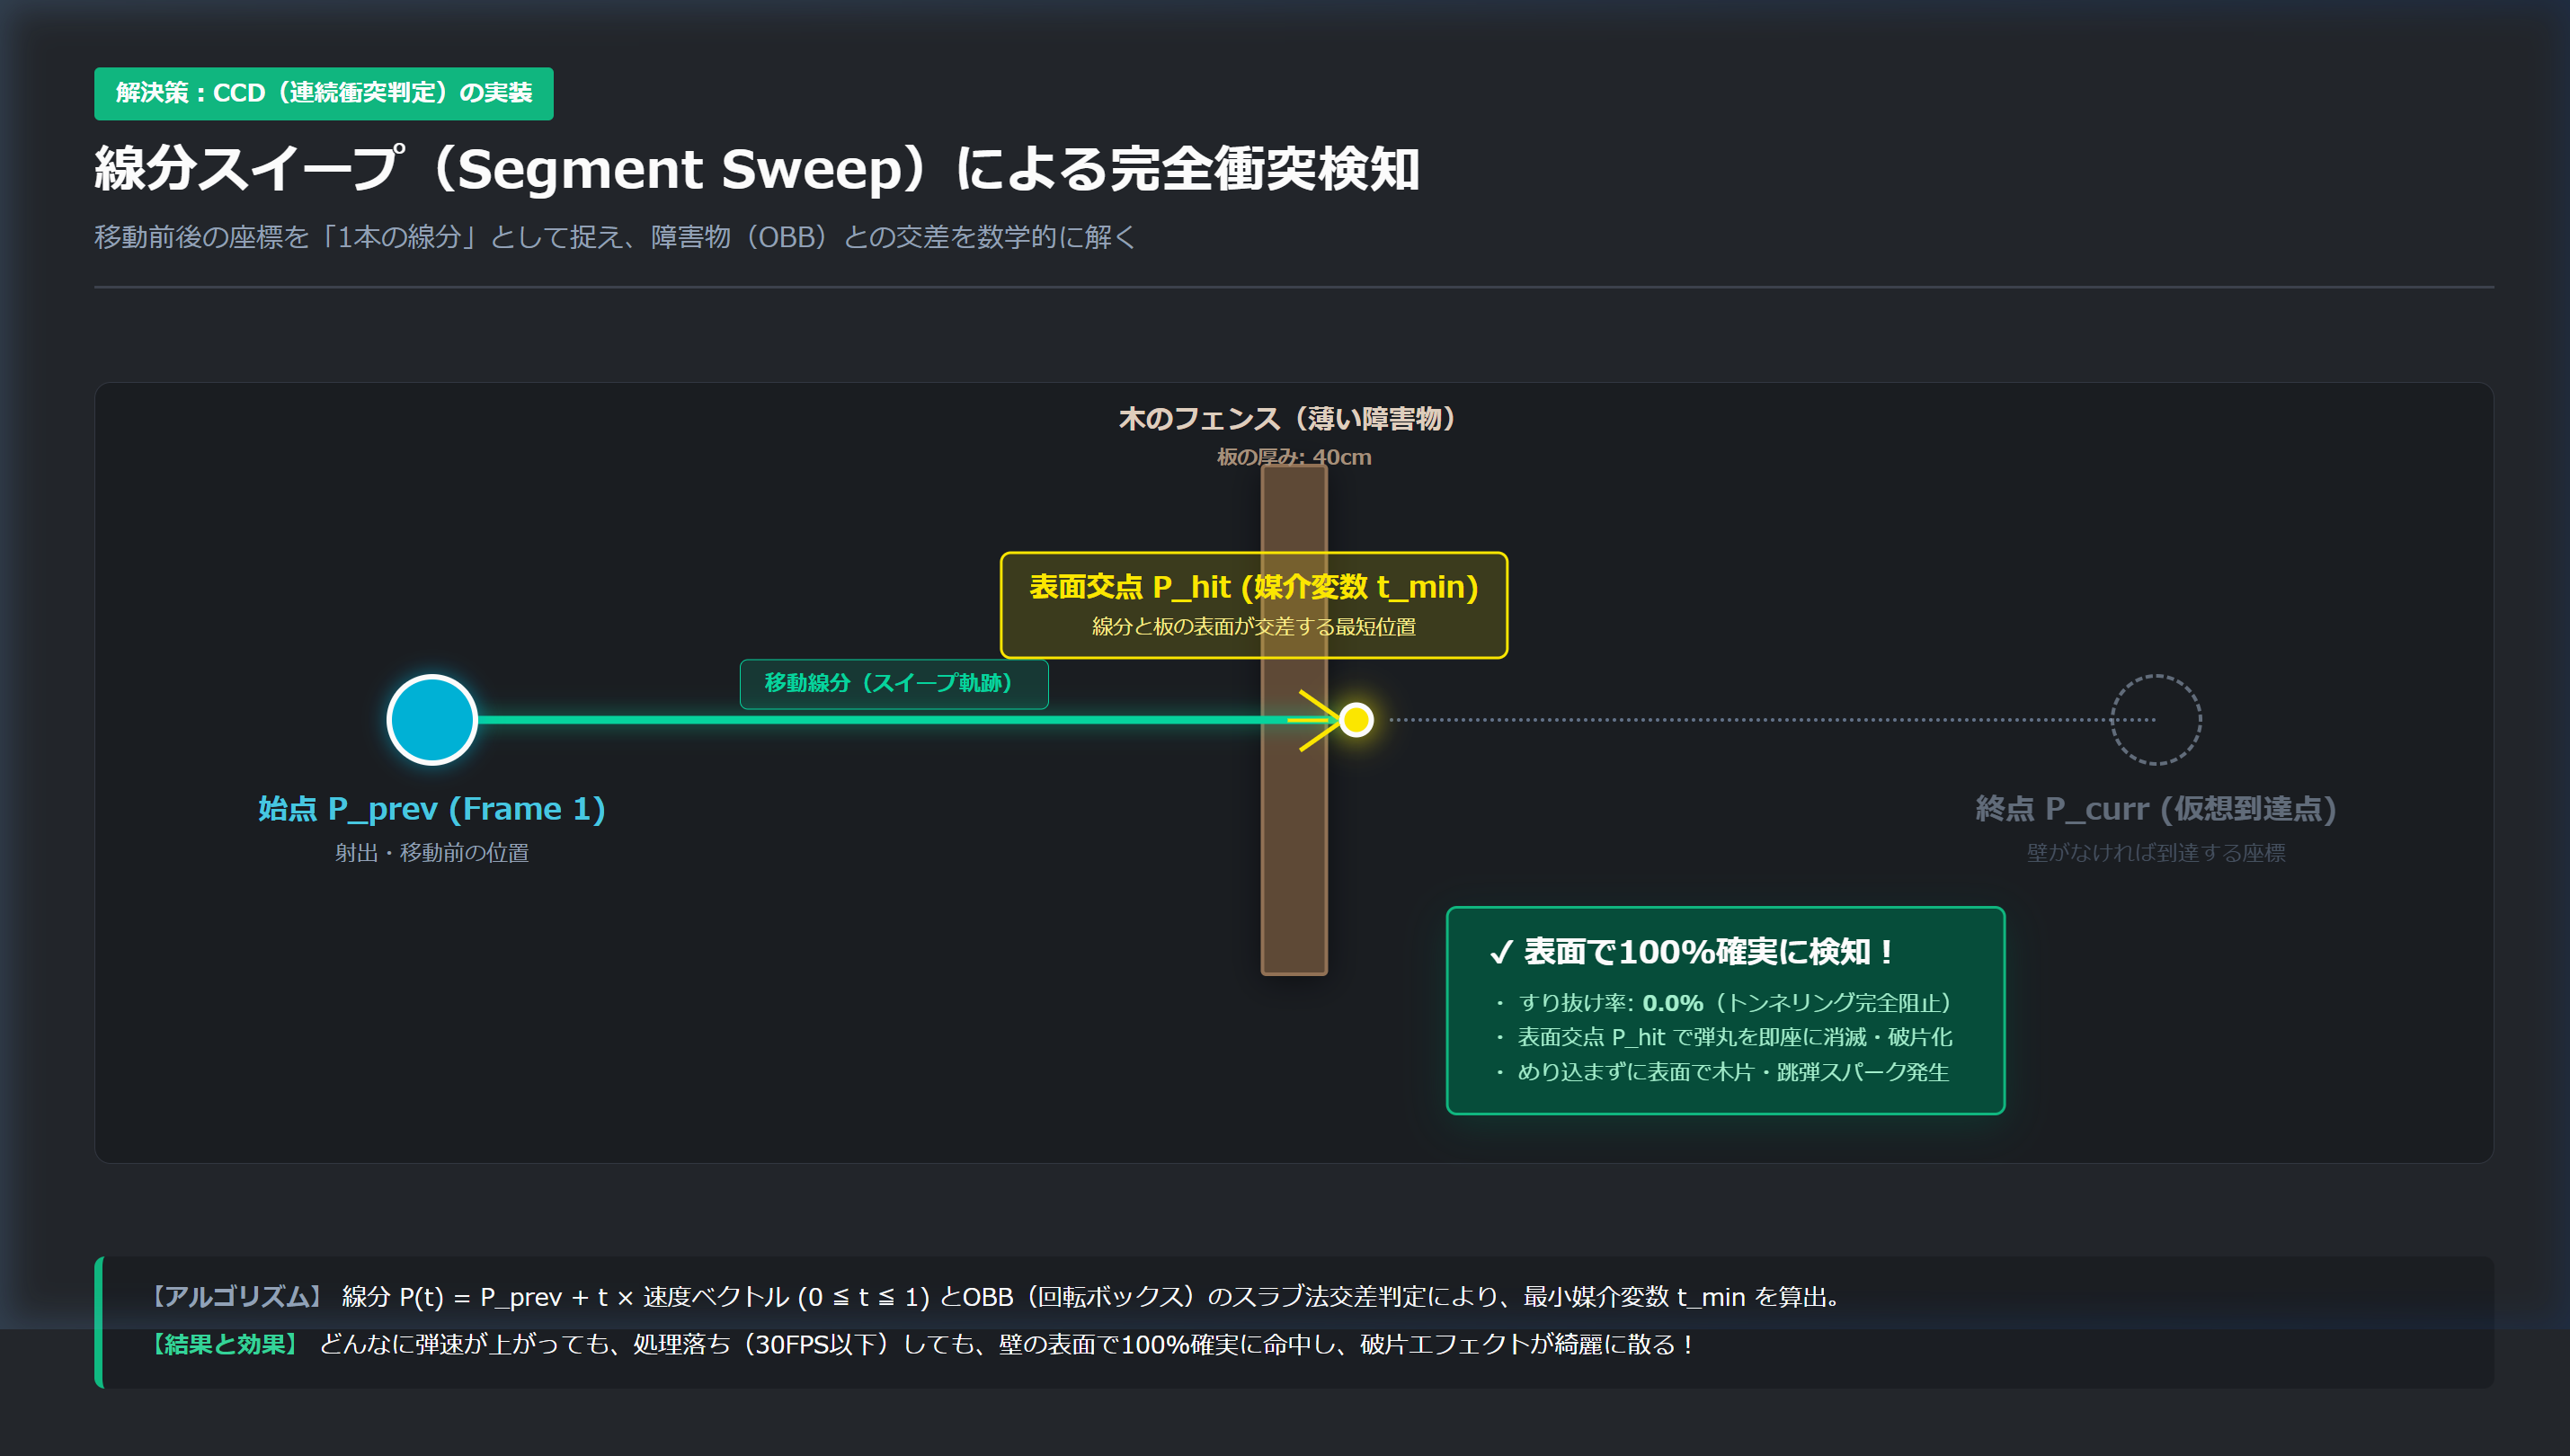 解決策：CCD（連続衝突判定）の実装
線分スイープ（Segment Sweep）による完全衝突検知
移動前後の座標を「1本の線分」として捉え、障害物（OBB）との交差を数学的に解く
木のフェンス（薄い障害物）
板の厚み: 40cm
表面交点 P_hit (媒介変数 t_min)
線分と板の表面が交差する最短位置
移動線分（スイープ軌跡）
始点 P_prev (Frame 1)
射出・移動前の位置
終点 P_curr (仮想到達点)
壁がなければ到達する座標
✓ 表面で100%確実に検知！
・ すり抜け率: 0.0%（トンネリング完全阻止）
・ 表面交点 P_hit で弾丸を即座に消滅・破片化
・ めり込まずに表面で木片・跳弾スパーク発生
【アルゴリズム】 線分 P(t) = P_prev + t × 速度ベクトル (0 ≦ t ≦ 1) とOBB（回転ボックス）のスラブ法交差判定により、最小媒介変数 t_min を算出。
【結果と効果】 どんなに弾速が上がっても、処理落ち（30FPS以下）しても、壁の表面で100%確実に命中し、破片エフェクトが綺麗に散る！